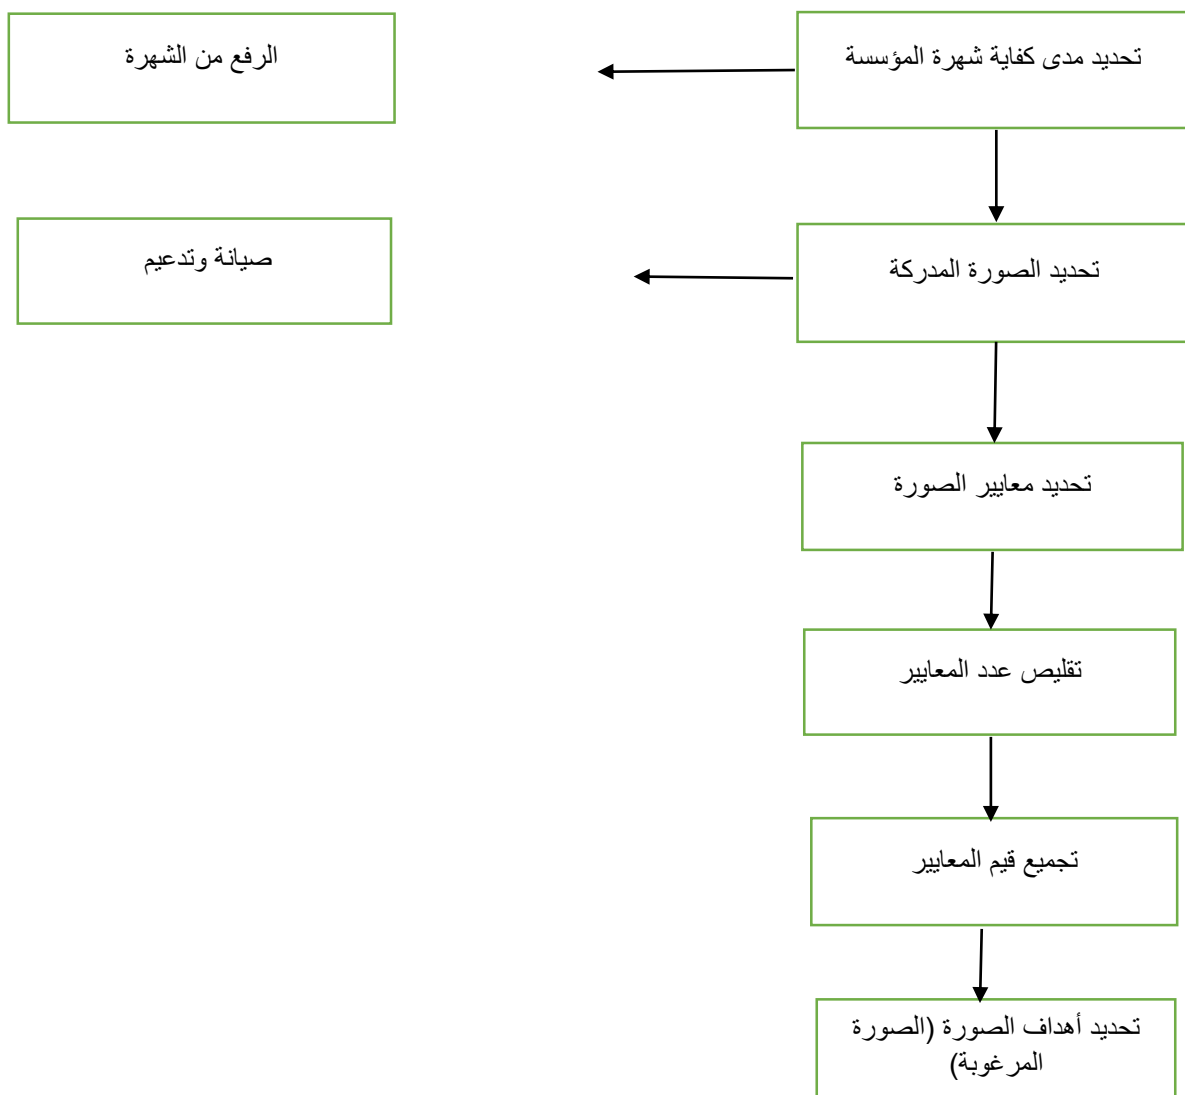 تحديد مدى كفاية شهرة المؤسسة
الرفع من الشهرة
تحديد الصورة المدركة
صيانة وتدعيم
تحديد معايير الصورة
تقليص عدد المعايير
تجميع قيم المعايير
تحديد أهداف الصورة (الصورة
المرغوبة)